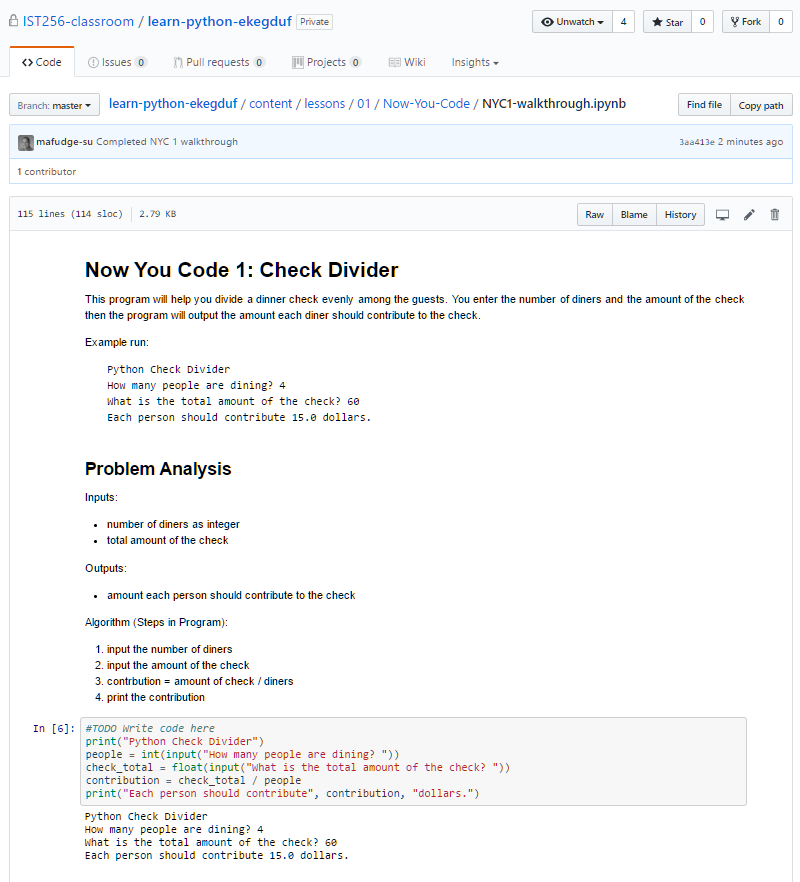 IST256-classroom / learn-python-ekegduf Private
Unwatch 4 Star 0 Fork 0
Code Issues 0 Pull requests 0 Projects 0 Wiki Insights
Branch: master learn-python-ekegduf / content / lessons / 01 / Now-You-Code / NYC1-walkthrough.ipynb Find file Copy path
mafudge-su Completed NYC 1 walkthrough 3aa413e 2 minutes ago
1 contributor
115 lines (114 sloc) 2.79 KB Raw Blame History
Now You Code 1: Check Divider
This program will help you divide a dinner check evenly among the guests. You enter the number of diners and the amount of the check
then the program will output the amount each diner should contribute to the check.
Example run:
Python Check Divider
How many people are dining? 4
What is the total amount of the check? 60
Each person should contribute 15.0 dollars.
Problem Analysis
Inputs:
• number of diners as integer
• total amount of the check
Outputs:
• amount each person should contribute to the check
Algorithm (Steps in Program):
1. input the number of diners
2. input the amount of the check
3. contrbution = amount of check / diners
4. print the contribution
In [6]: #TODO Write code here
print("Python Check Divider")
people = int(input("How many people are dining? "))
check_total = float(input("What is the total amount of the check? "))
contribution = check_total / people
print("Each person should contribute", contribution, "dollars.")
Python Check Divider
How many people are dining? 4
What is the total amount of the check? 60
Each person should contribute 15.0 dollars.